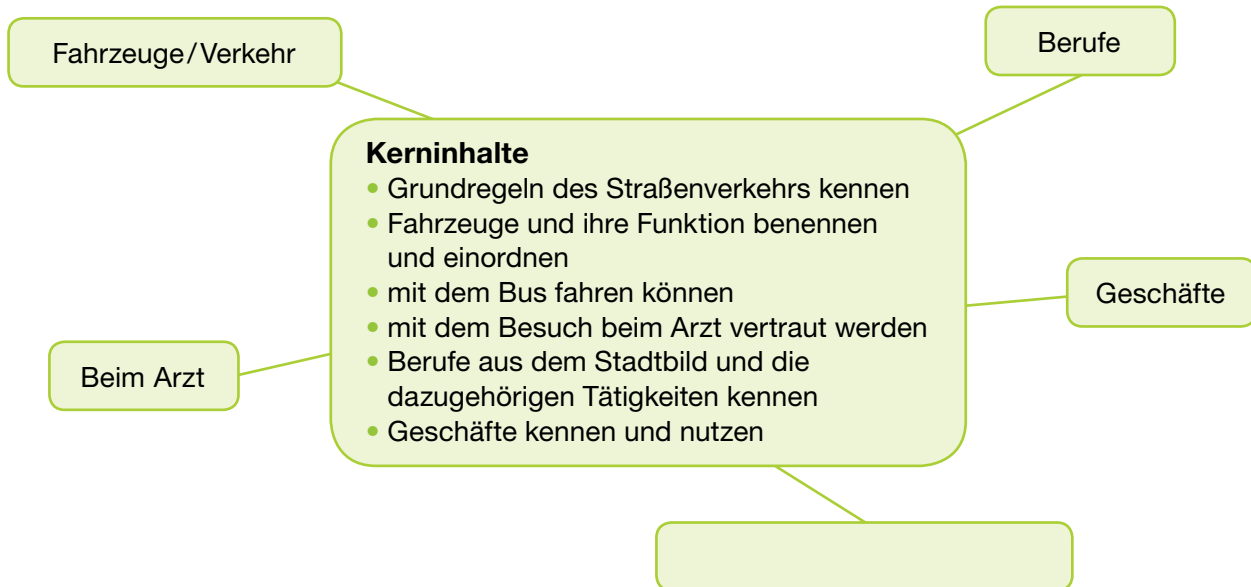 Fahrzeuge/Verkehr
Berufe
Kerninhalte
• Grundregeln des Straßenverkehrs kennen
• Fahrzeuge und ihre Funktion benennen
und einordnen
• mit dem Bus fahren können
• mit dem Besuch beim Arzt vertraut werden
• Berufe aus dem Stadtbild und die
dazugehörigen Tätigkeiten kennen
• Geschäfte kennen und nutzen
Geschäfte
Beim Arzt